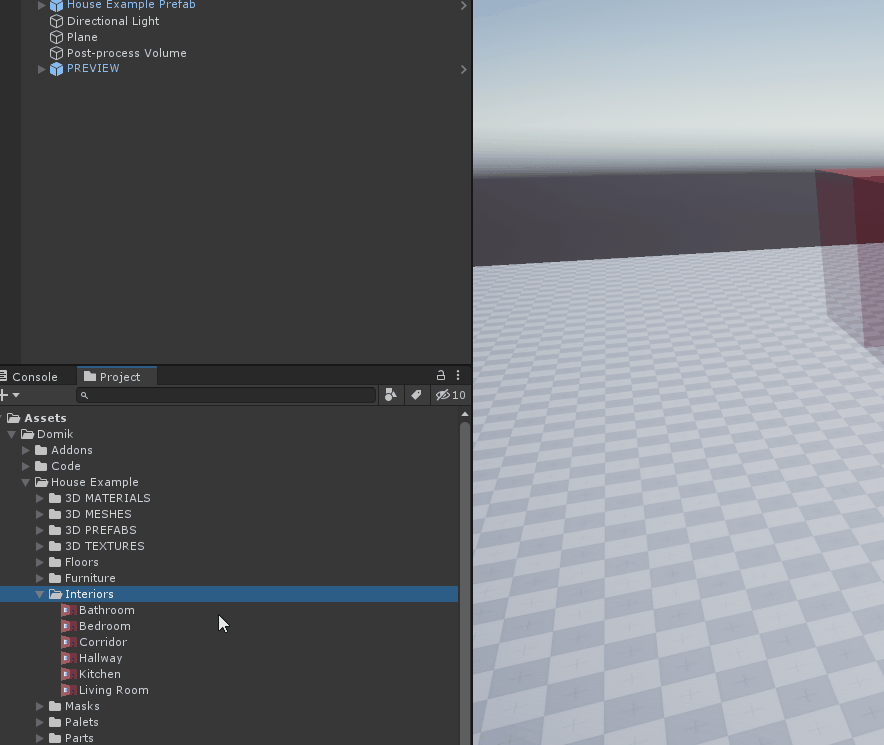 House Example Prefab
Directional Light
Plane
Post-process Volume
PREVIEW
Console Project
10
Assets
Domik
Addons
Code
House Example
3D MATERIALS
3D MESHES
3D PREFABS
3D TEXTURES
Floors
Furniture
Interiors
Bathroom
Bedroom
Corridor
Hallway
Kitchen
Living Room
Masks
Palets
Parts